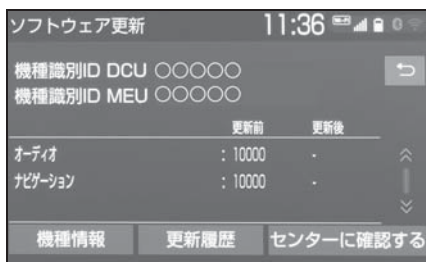 ソフトウェア更新 11:36 0
機種識別ID DCU ○○○○○
機種識別ID MEU ○○○○○
更新前 更新後
オーディオ : 10000 -
ナビゲーション : 10000 -
機種情報 更新履歴 センターに確認する